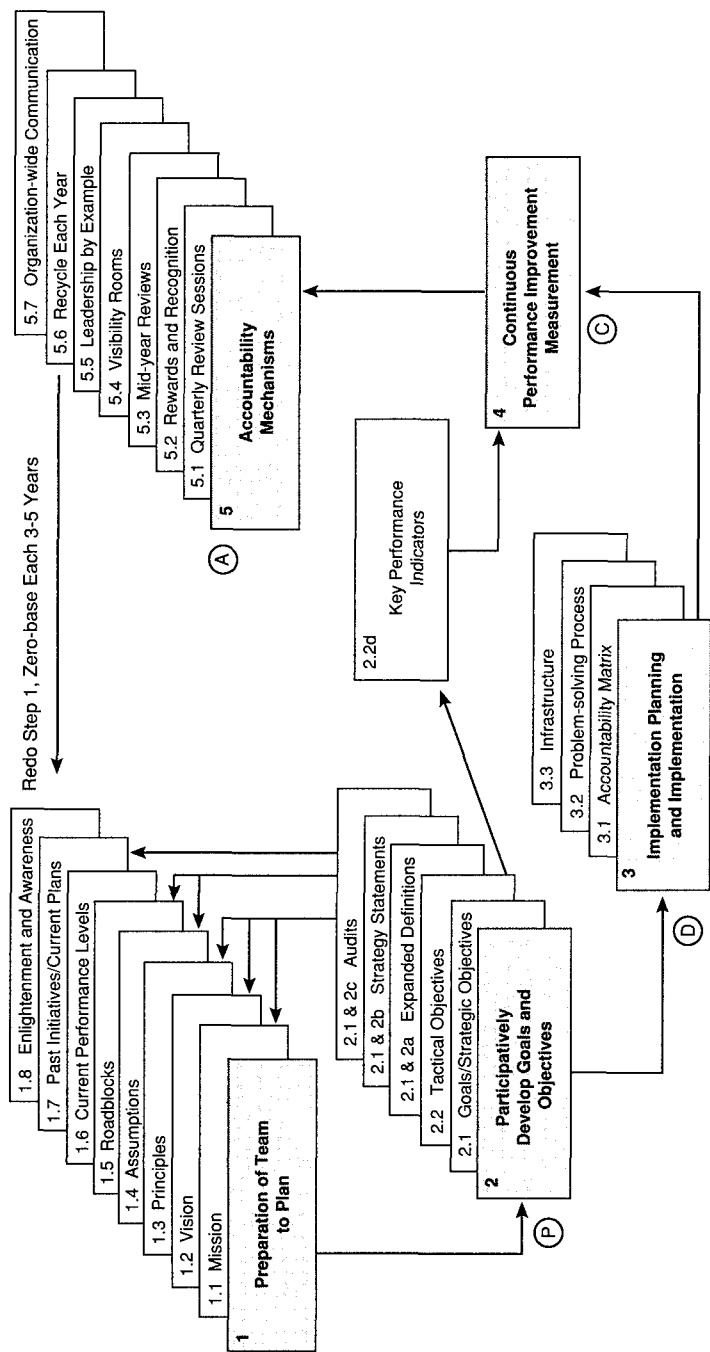 1.8 Enlightenment and Awareness
1.7 Past Initiatives/Current Plans
1.6 Current Performance Levels
1.5 Roadblocks
1.4 Assumptions
1.3 Principles
1.2 Vision
1.1 Mission
1
Preparation of Team
to Plan
Redo Step 1, Zero-base Each 3-5 Years
5.7 Organization-wide Communication
5.6 Recycle Each Year
5.5 Leadership by Example
5.4 Visibility Rooms
5.3 Mid-year Reviews
5.2 Rewards and Recognition
5.1 Quarterly Review Sessions
5
Accountability
Mechanisms
A
P
2.1 & 2c Audits
2.1 & 2b Strategy Statements
2.1 & 2a Expanded Definitions
2.2 Tactical Objectives
2.1 Goals/Strategic Objectives
2
Participatively
Develop Goals and
Objectives
2.2d
Key Performance
Indicators
4
Continuous
Performance Improvement
Measurement
C
D
3.3 Infrastructure
3.2 Problem-solving Process
3.1 Accountability Matrix
3
Implementation Planning
and Implementation